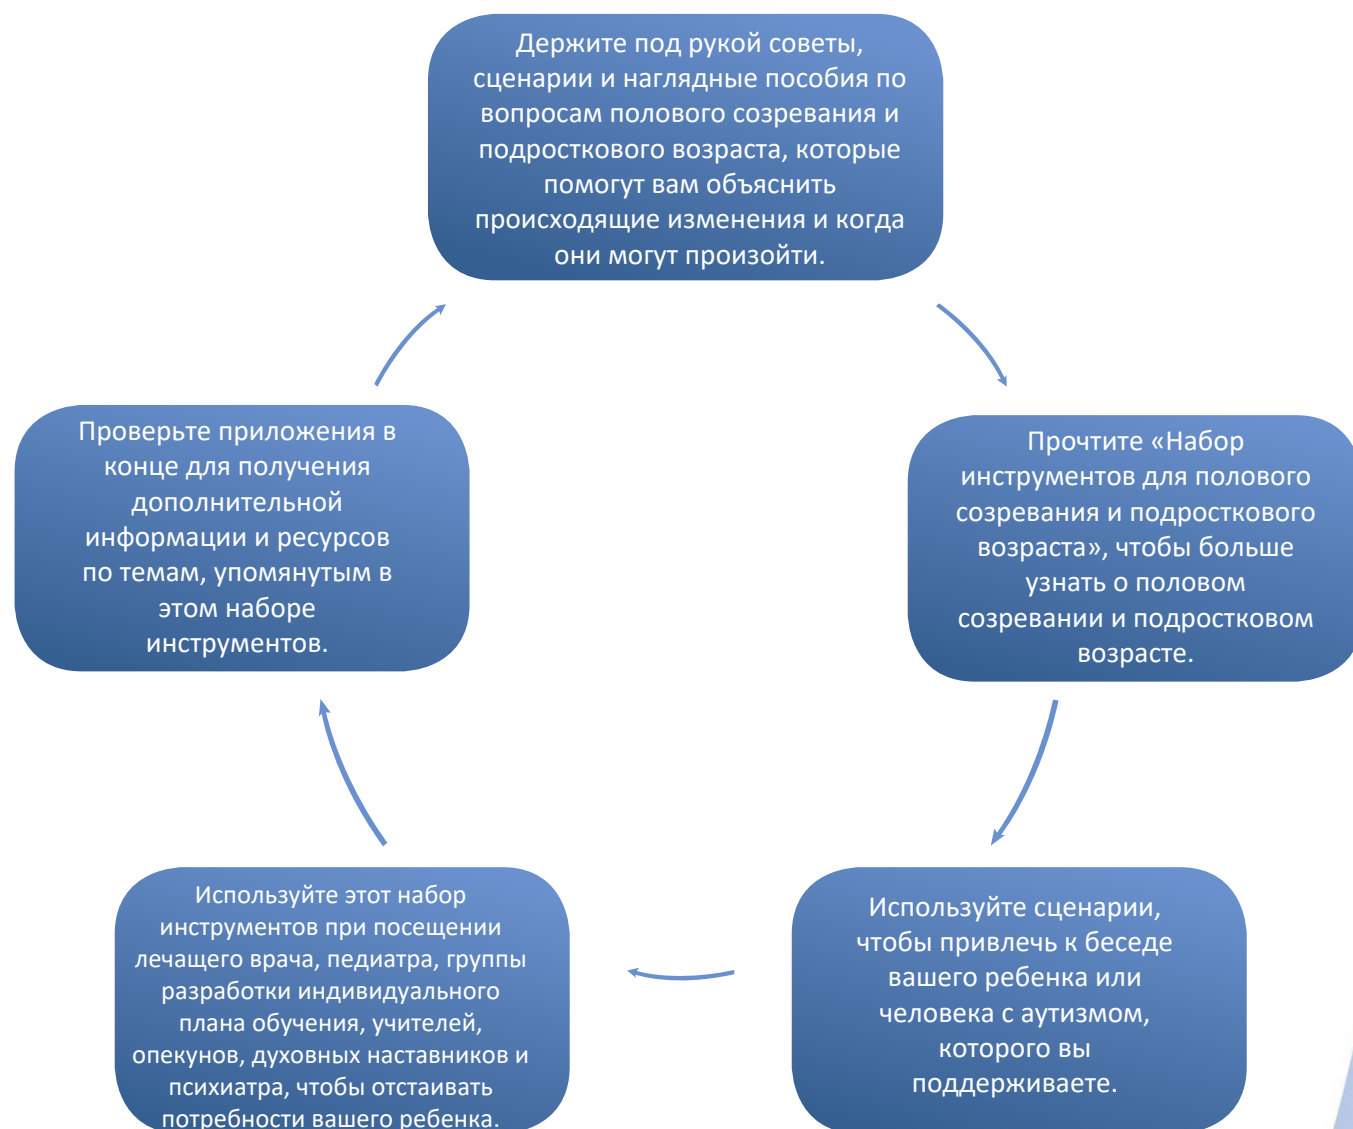 Держите под рукой советы,
сценарии и наглядные пособия по
вопросам полового созревания и
подросткового возраста, которые
помогут вам объяснить
происходящие изменения и когда
они могут произойти.
Прочтите «Набор
инструментов для полового
созревания и подросткового
возраста», чтобы больше
узнать о половом
созревании и подростковом
возрасте.
Используйте сценарии,
чтобы привлечь к беседе
вашего ребенка или
человека с аутизмом,
которого вы
поддерживаете.
Используйте этот набор
инструментов при посещении
лечащего врача, педиатра, группы
разработки индивидуального
плана обучения, учителей,
опекунов, духовных наставников и
психиатра, чтобы отстаивать
потребности вашего ребенка.
Проверьте приложения в
конце для получения
дополнительной
информации и ресурсов
по темам, упомянутым в
этом наборе
инструментов.